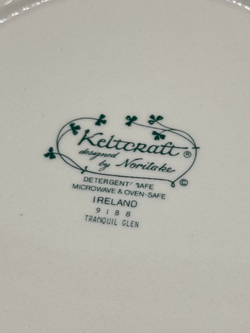 Keltcraft ®
designed
by Noritake
©
DETERGENT SAFE
MICROWAVE & OVEN-SAFE
IRELAND
9188
TRANQUIL GLEN